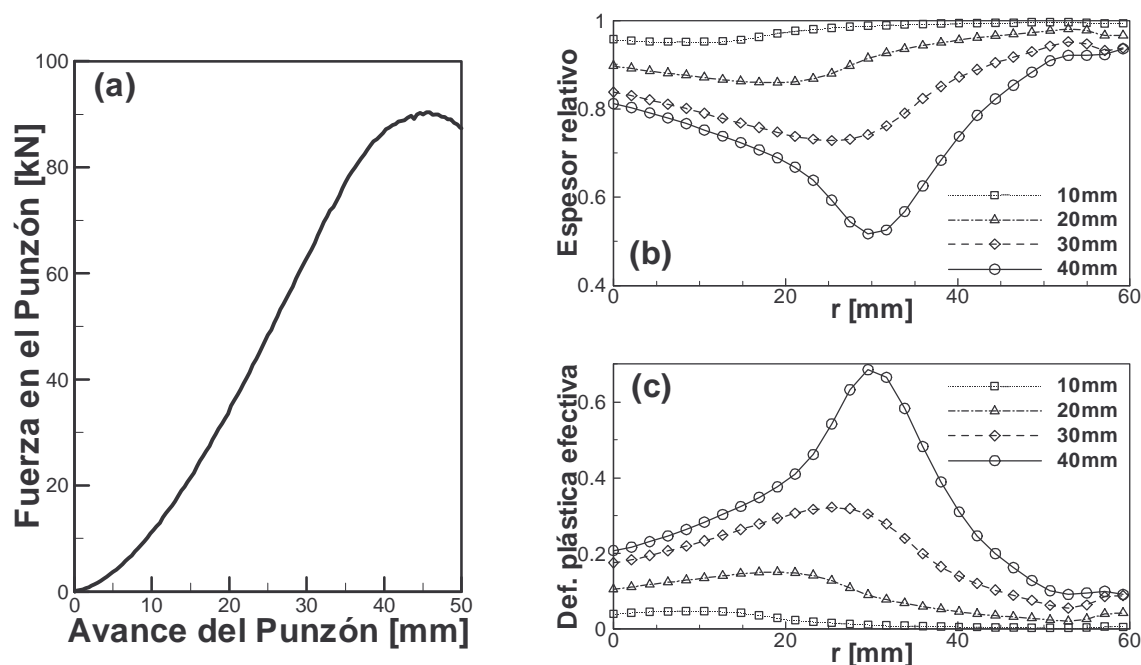 (a)
Fuerza en el Punzón [kN]
100
80
60
40
20
0
0 10 20 30 40 50
Avance del Punzón [mm]
(b)
Espesor relativo
1
0.8
0.6
0.4
0 20 40 60
r [mm]
10mm
20mm
30mm
40mm
(c)
Def. plástica efectiva
0.6
0.4
0.2
0
0 20 40 60
r [mm]
10mm
20mm
30mm
40mm